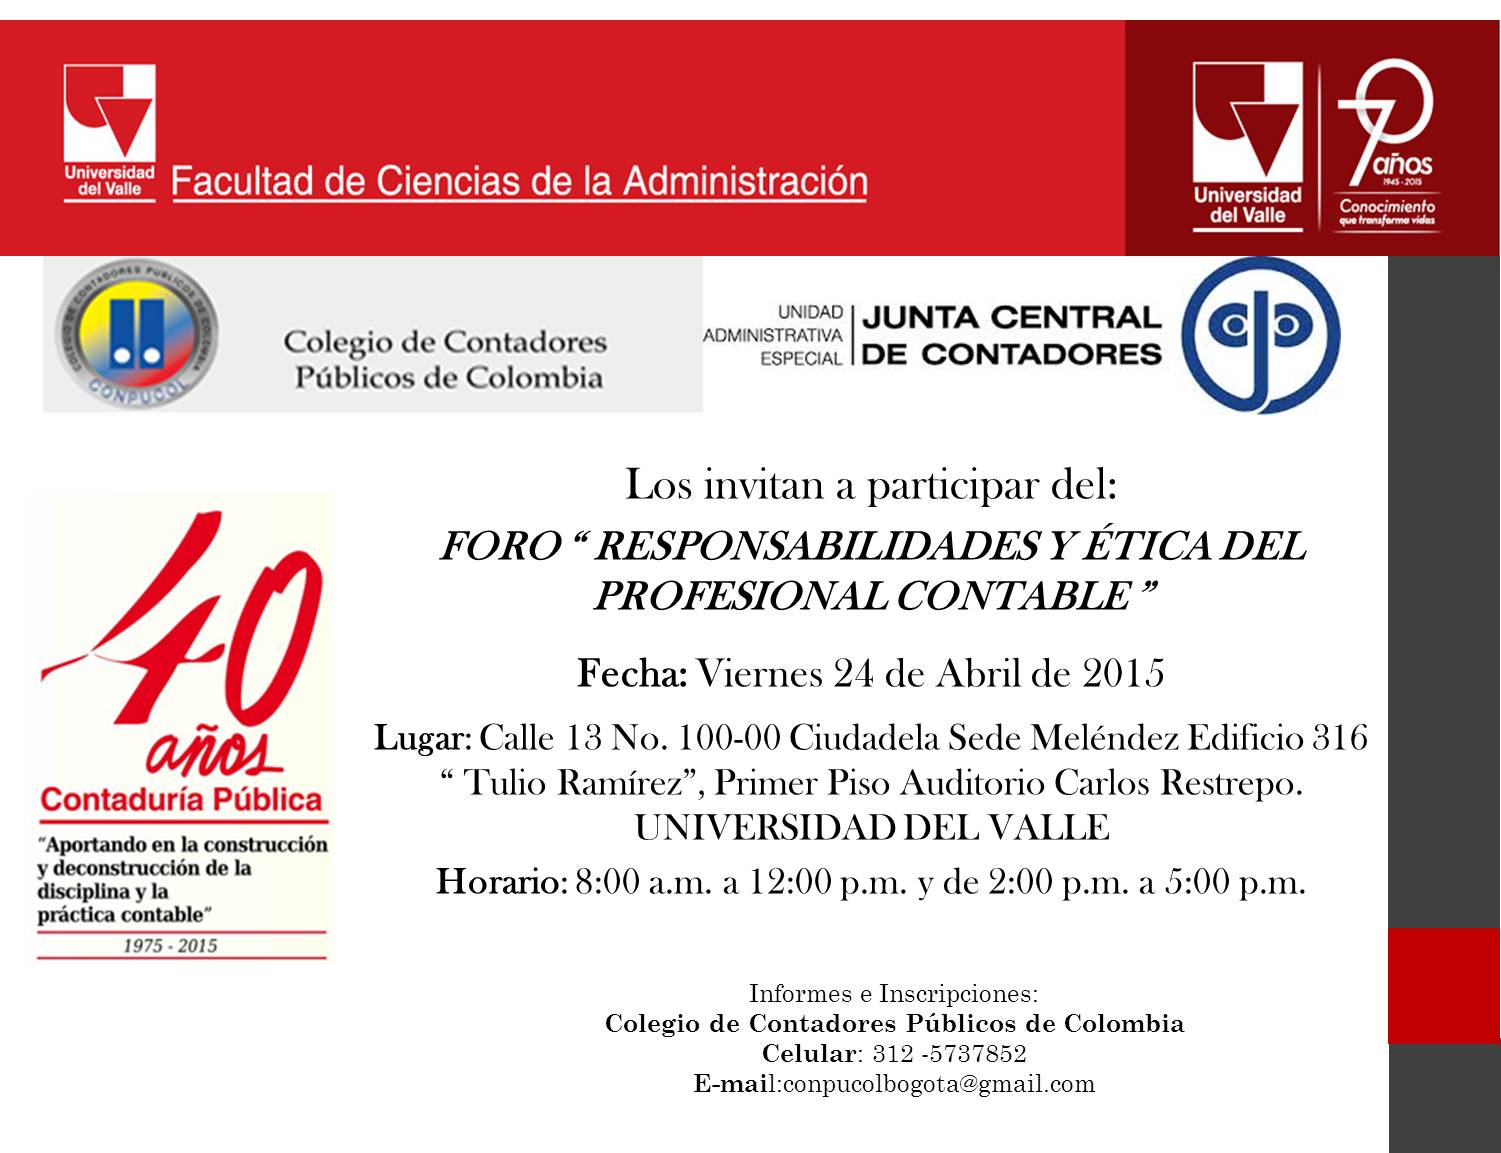 Universidad
del Valle
Facultad de Ciencias de la Administración
Universidad
del Valle
70
años
1945 - 2015
Conocimiento
que transforma vidas
COLEGIO DE CONTADORES PUBLICOS DE COLOMBIA
CONPUCOL
Colegio de Contadores
Públicos de Colombia
UNIDAD
ADMINISTRATIVA
ESPECIAL
JUNTA CENTRAL
DE CONTADORES
Los invitan a participar del:
FORO “ RESPONSABILIDADES Y ÉTICA DEL
PROFESIONAL CONTABLE ”
Fecha: Viernes 24 de Abril de 2015
Lugar: Calle 13 No. 100-00 Ciudadela Sede Meléndez Edificio 316
“ Tulio Ramírez”, Primer Piso Auditorio Carlos Restrepo.
UNIVERSIDAD DEL VALLE
Horario: 8:00 a.m. a 12:00 p.m. y de 2:00 p.m. a 5:00 p.m.
40
años
Contaduría Pública
“Aportando en la construcción
y deconstrucción de la
disciplina y la
práctica contable”
1975 - 2015
Informes e Inscripciones:
Colegio de Contadores Públicos de Colombia
Celular: 312 -5737852
E-mail:conpucolbogota@gmail.com